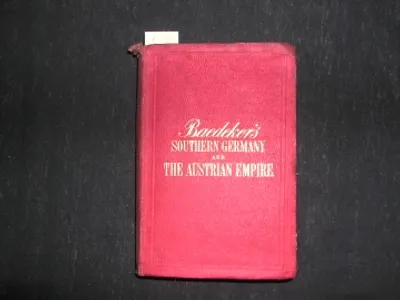 Baedeker's
SOUTHERN GERMANY
AND
THE AUSTRIAN EMPIRE.